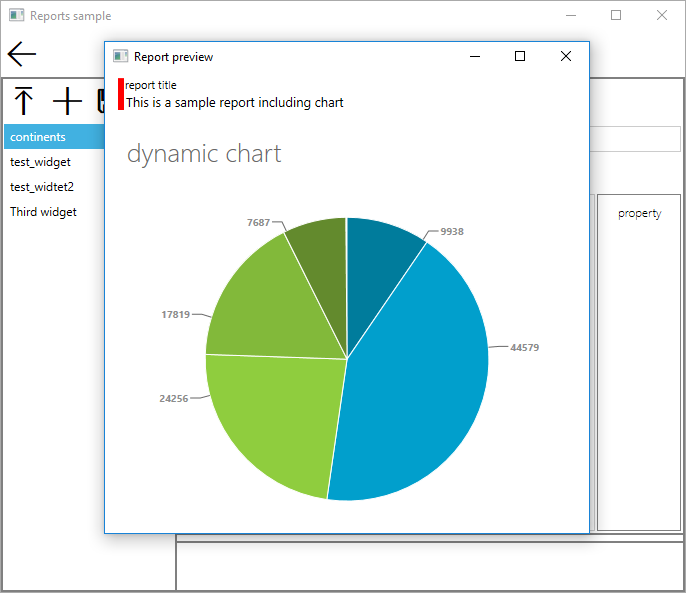 Reports sample
Report preview
report title
This is a sample report including chart
continents
test_widget
test_widtet2
Third widget
dynamic chart
property
7687
9938
17819
44579
24256